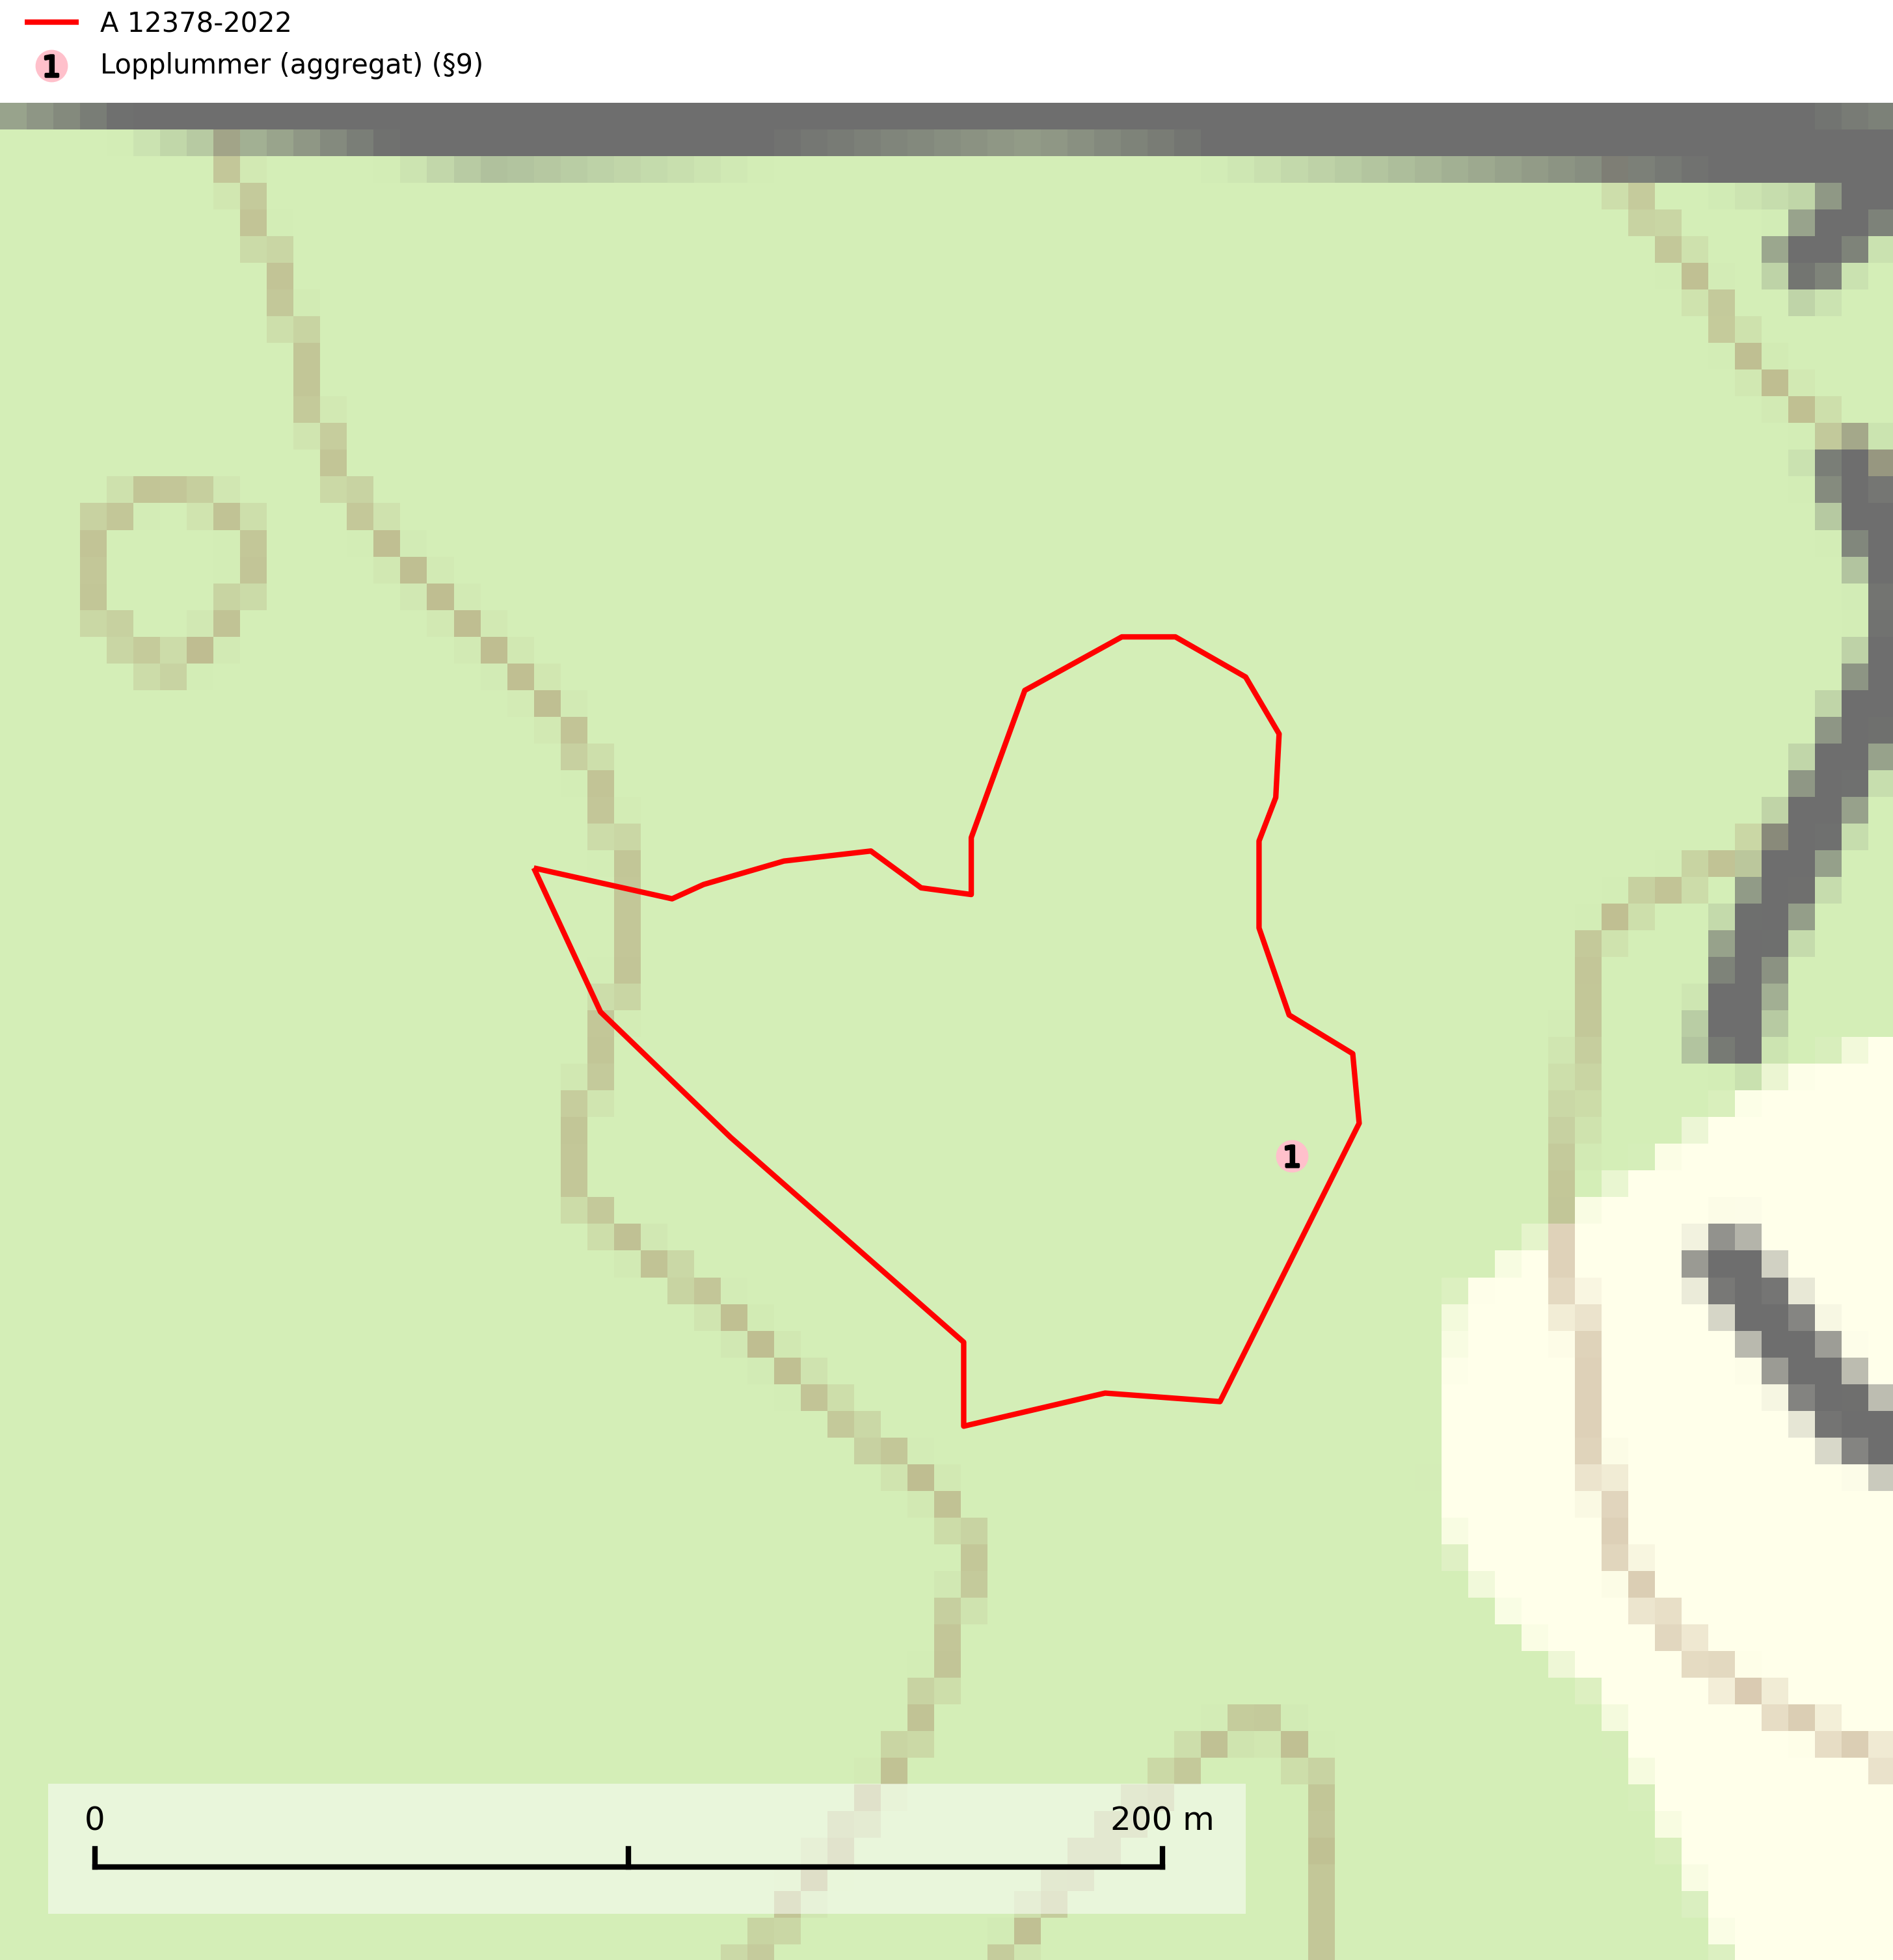 A 12378-2022
1 Lopplummer (aggregat) (§9)
1
0 200 m